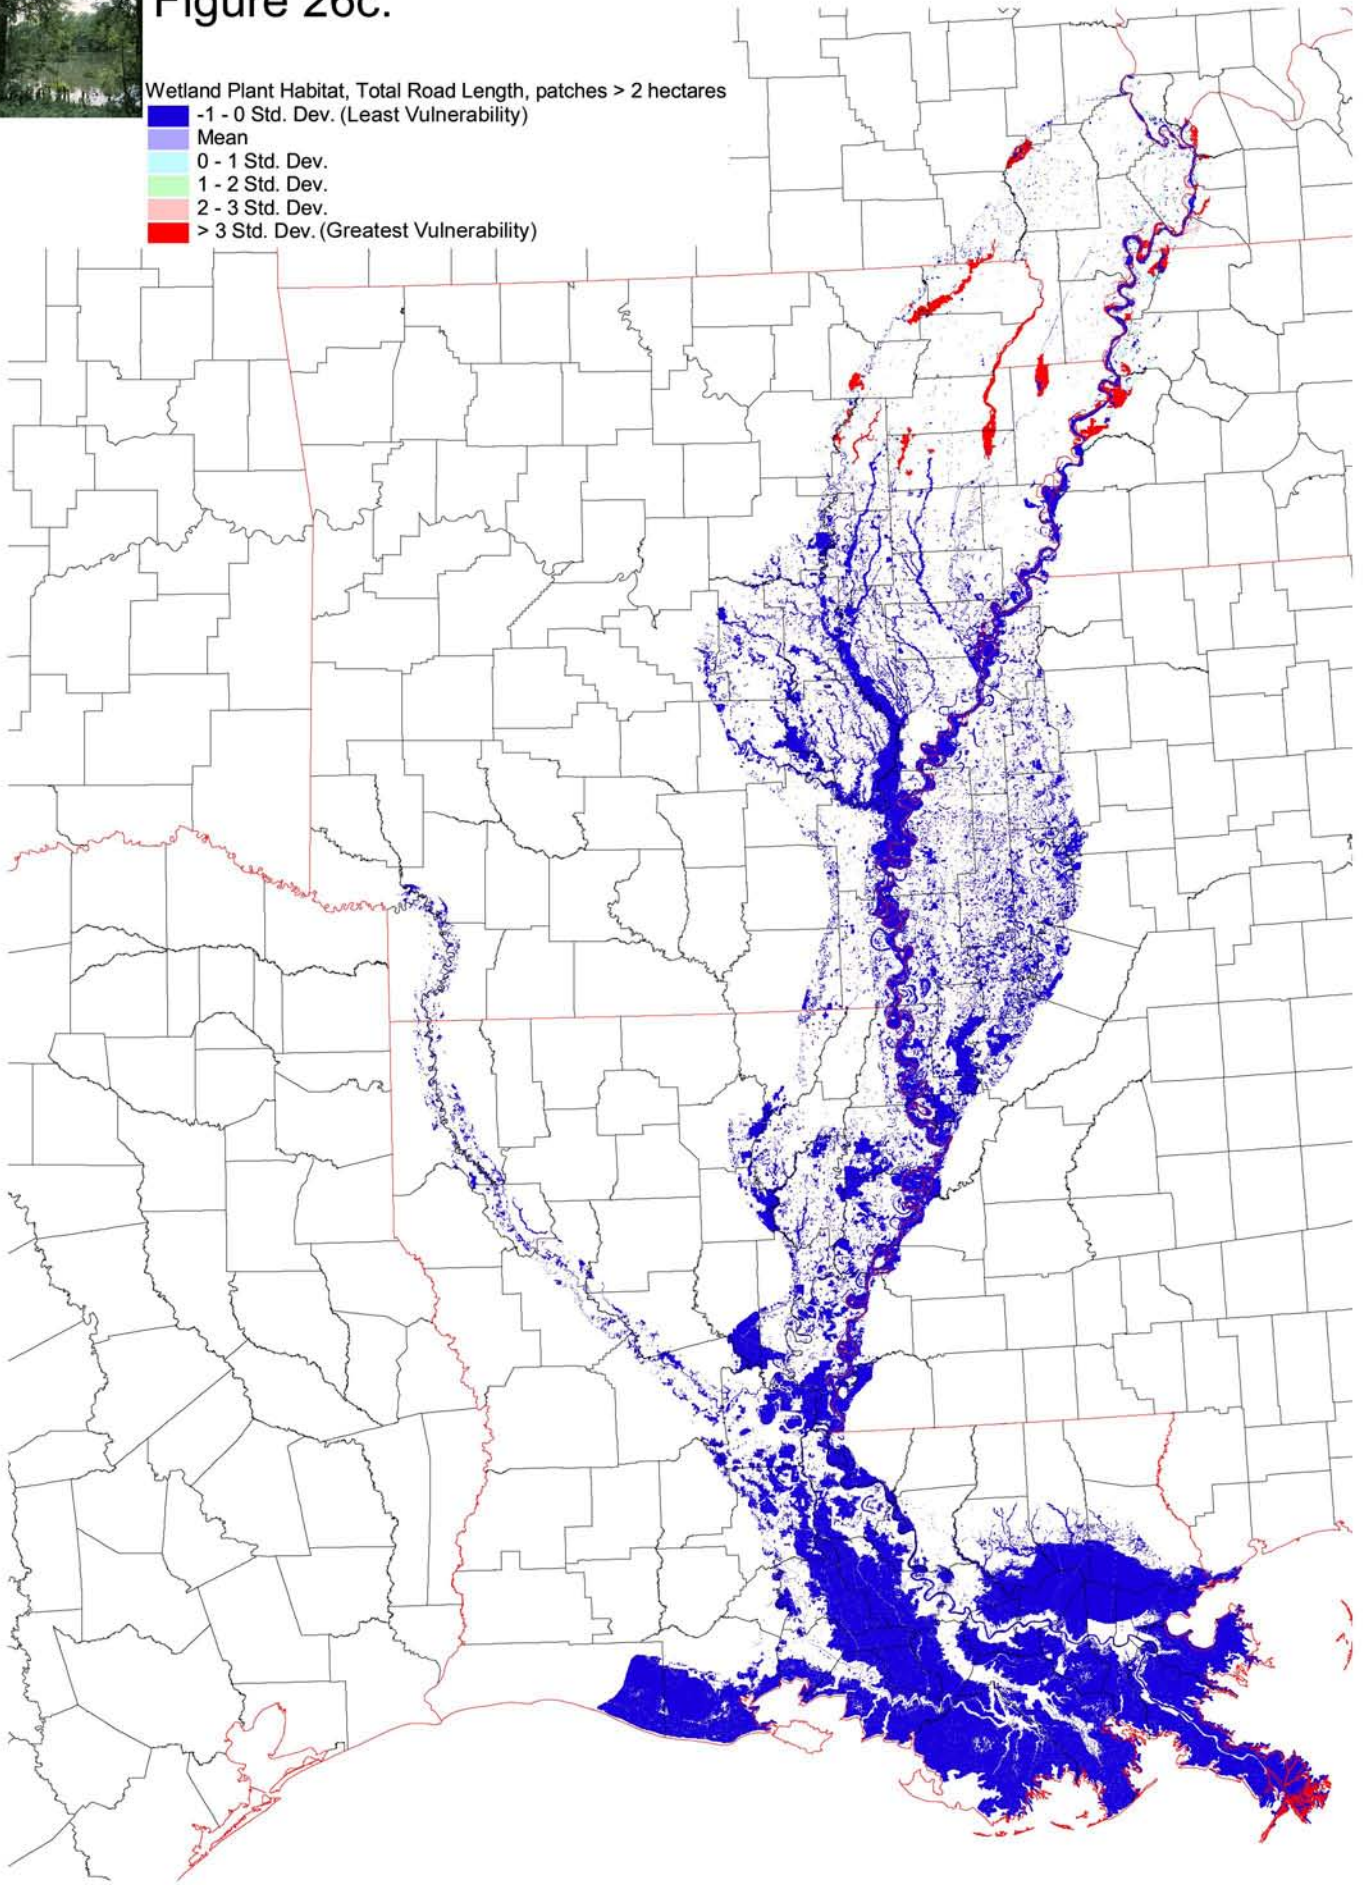 Figure 26c.
Wetland Plant Habitat, Total Road Length, patches > 2 hectares
-1 - 0 Std. Dev. (Least Vulnerability)
Mean
0 - 1 Std. Dev.
1 - 2 Std. Dev.
2 - 3 Std. Dev.
> 3 Std. Dev. (Greatest Vulnerability)